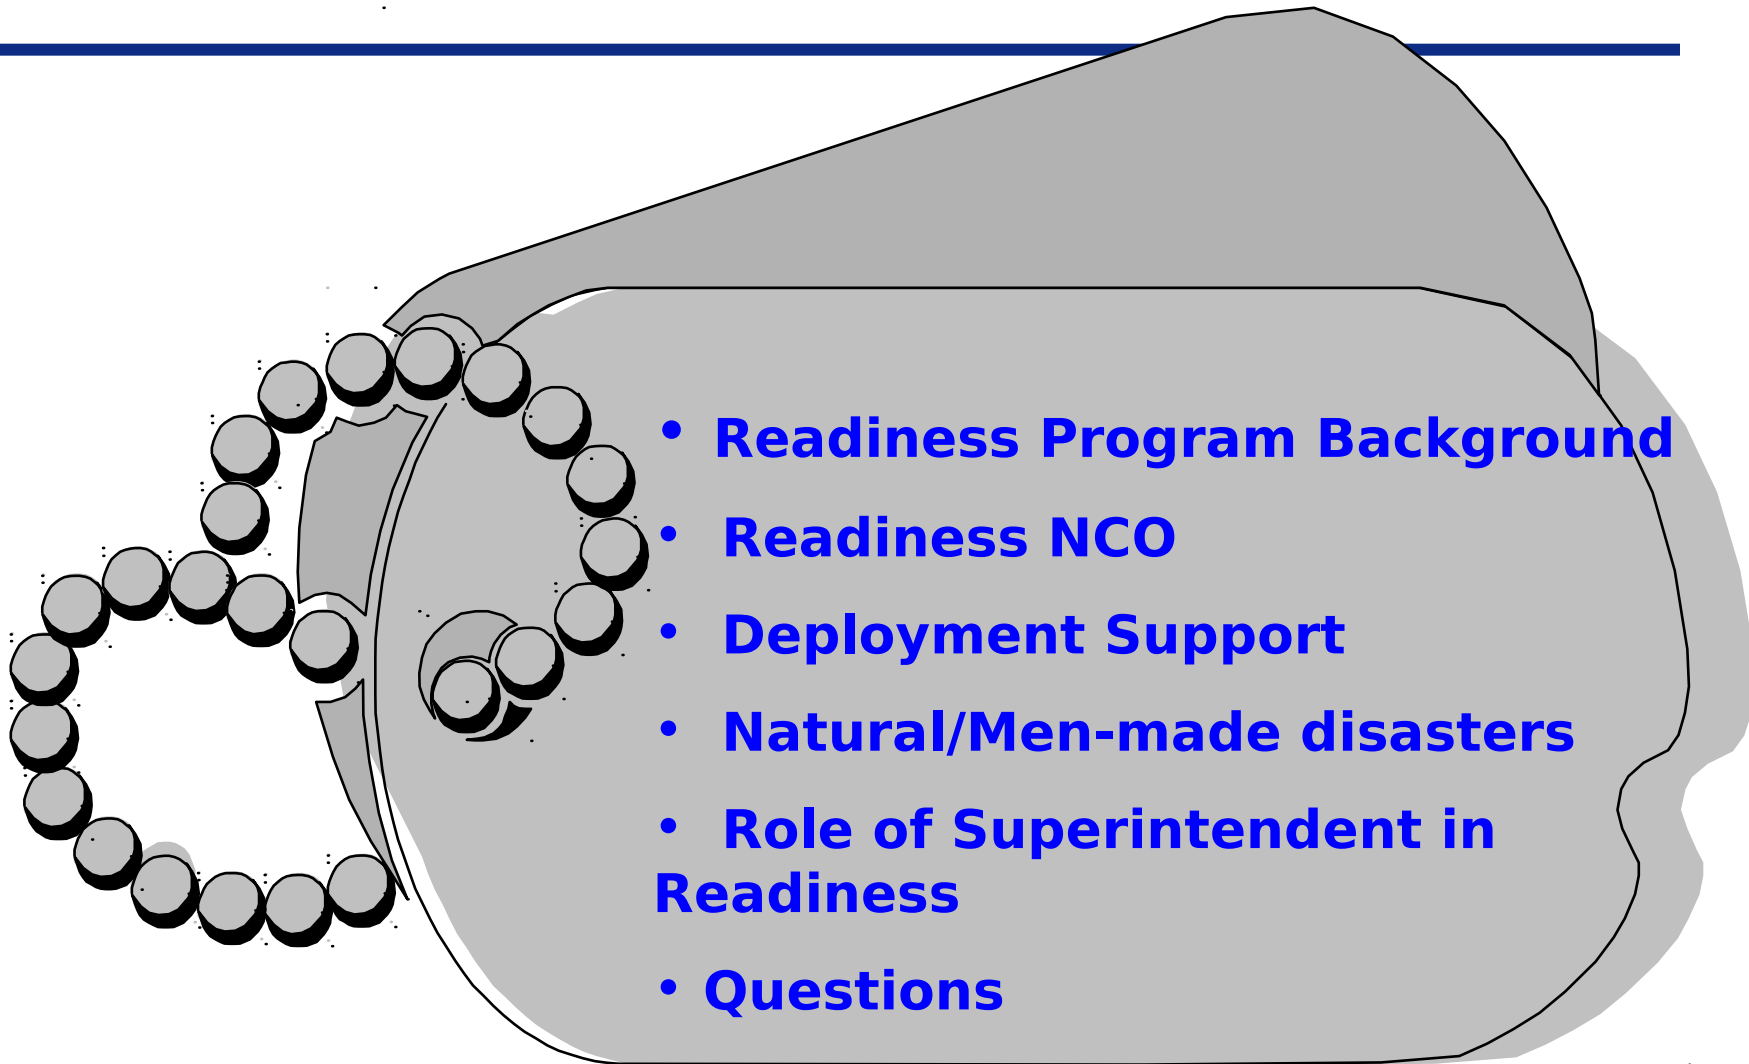 • Readiness Program Background
• Readiness NCO
• Deployment Support
• Natural/Men-made disasters
• Role of Superintendent in
Readiness
• Questions